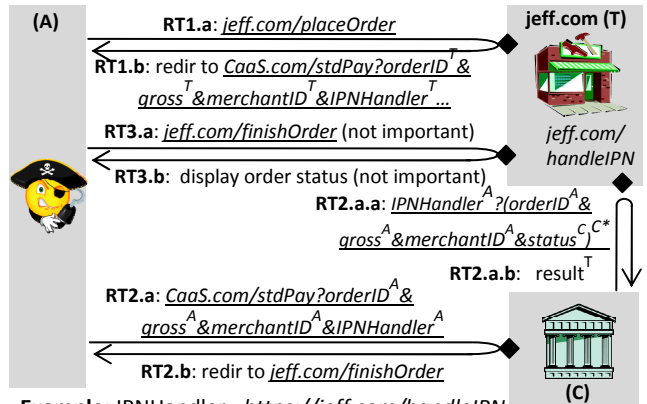 (A)
RT1.a: jeff.com/placeOrder
jeff.com (T)
RT1.b: redir to CaaS.com/stdPay?orderID^T&
gross^T&merchantID^T&IPNHandler^T...
RT3.a: jeff.com/finishOrder (not important)
jeff.com/
handleIPN
RT3.b: display order status (not important)
RT2.a.a: IPNHandler^A?(orderID^A&
gross^A&merchantID^A&status^C)^C*
RT2.a.b: result^T
RT2.a: CaaS.com/stdPay?orderID^A&
gross^A&merchantID^A&IPNHandler^A
RT2.b: redir to jeff.com/finishOrder
(C)